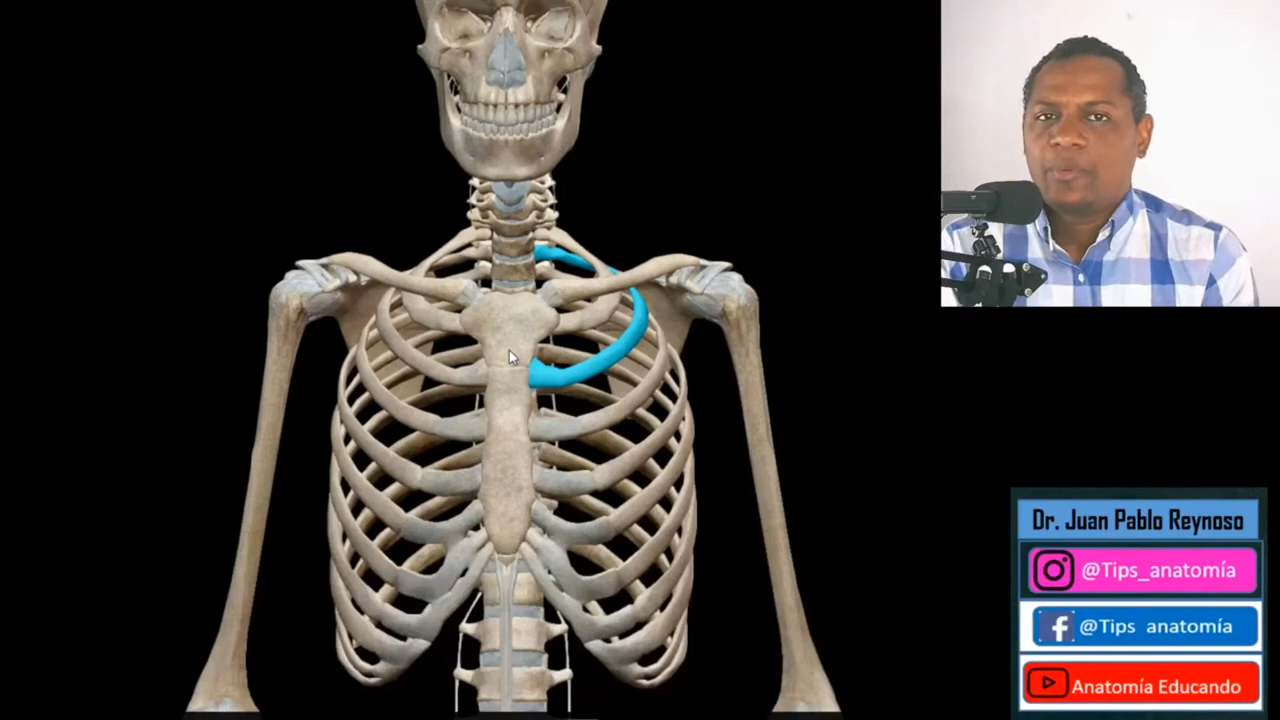 Dr. Juan Pablo Reynoso
@Tips_anatomía
@Tips anatomía
Anatomía Educando